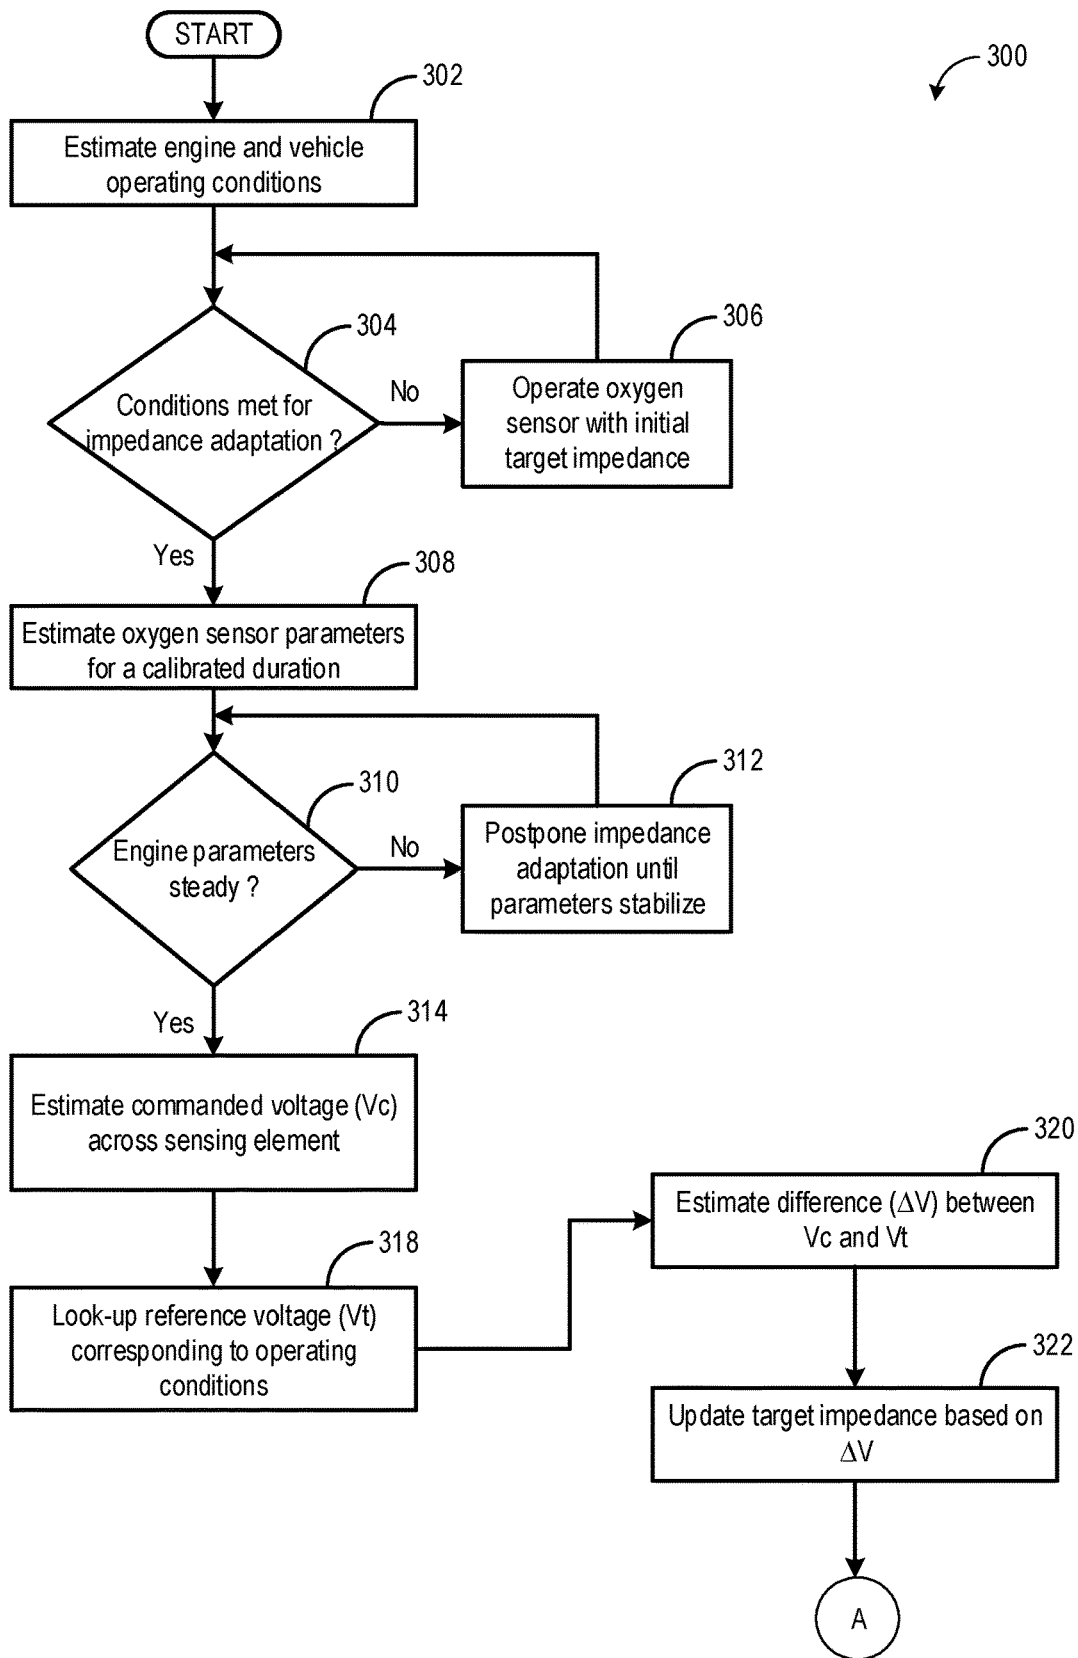 START
300
302
Estimate engine and vehicle
operating conditions
304
Conditions met for
impedance adaptation ?
No
306
Operate oxygen
sensor with initial
target impedance
Yes
308
Estimate oxygen sensor parameters
for a calibrated duration
310
Engine parameters
steady ?
No
312
Postpone impedance
adaptation until
parameters stabilize
Yes
314
Estimate commanded voltage (Vc)
across sensing element
318
Look-up reference voltage (Vt)
corresponding to operating
conditions
320
Estimate difference (ΔV) between
Vc and Vt
322
Update target impedance based on
ΔV
A